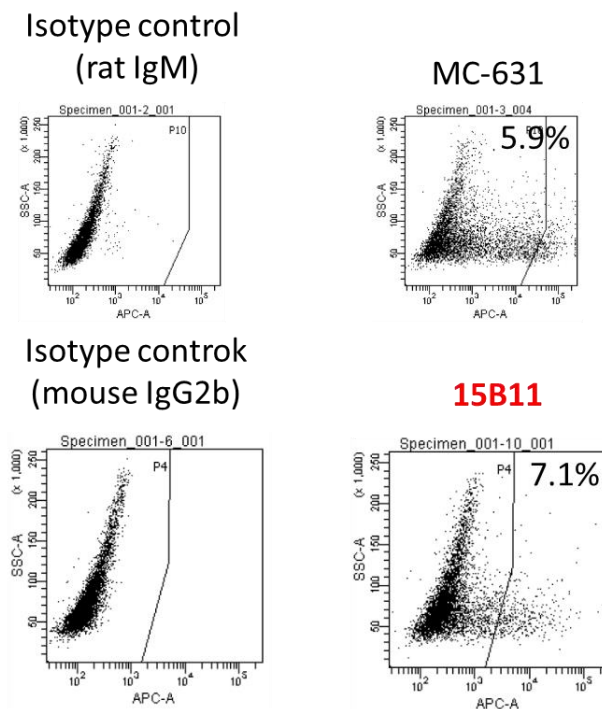 Isotype control
(rat IgM)
MC-631
Specimen_001-2_001
P10
(x 1,000)
SSC-A
250
200
150
100
50
10² 10³ 10⁴ 10⁵
APC-A
Specimen_001-3_004
5.9%
(x 1,000)
SSC-A
250
200
150
100
50
10² 10³ 10⁴ 10⁵
APC-A
Isotype controk
(mouse IgG2b)
15B11
Specimen_001-6_001
P4
(x 1,000)
SSC-A
250
200
150
100
50
10² 10³ 10⁴ 10⁵
APC-A
Specimen_001-10_001
P4
7.1%
(x 1,000)
SSC-A
250
200
150
100
50
10² 10³ 10⁴ 10⁵
APC-A